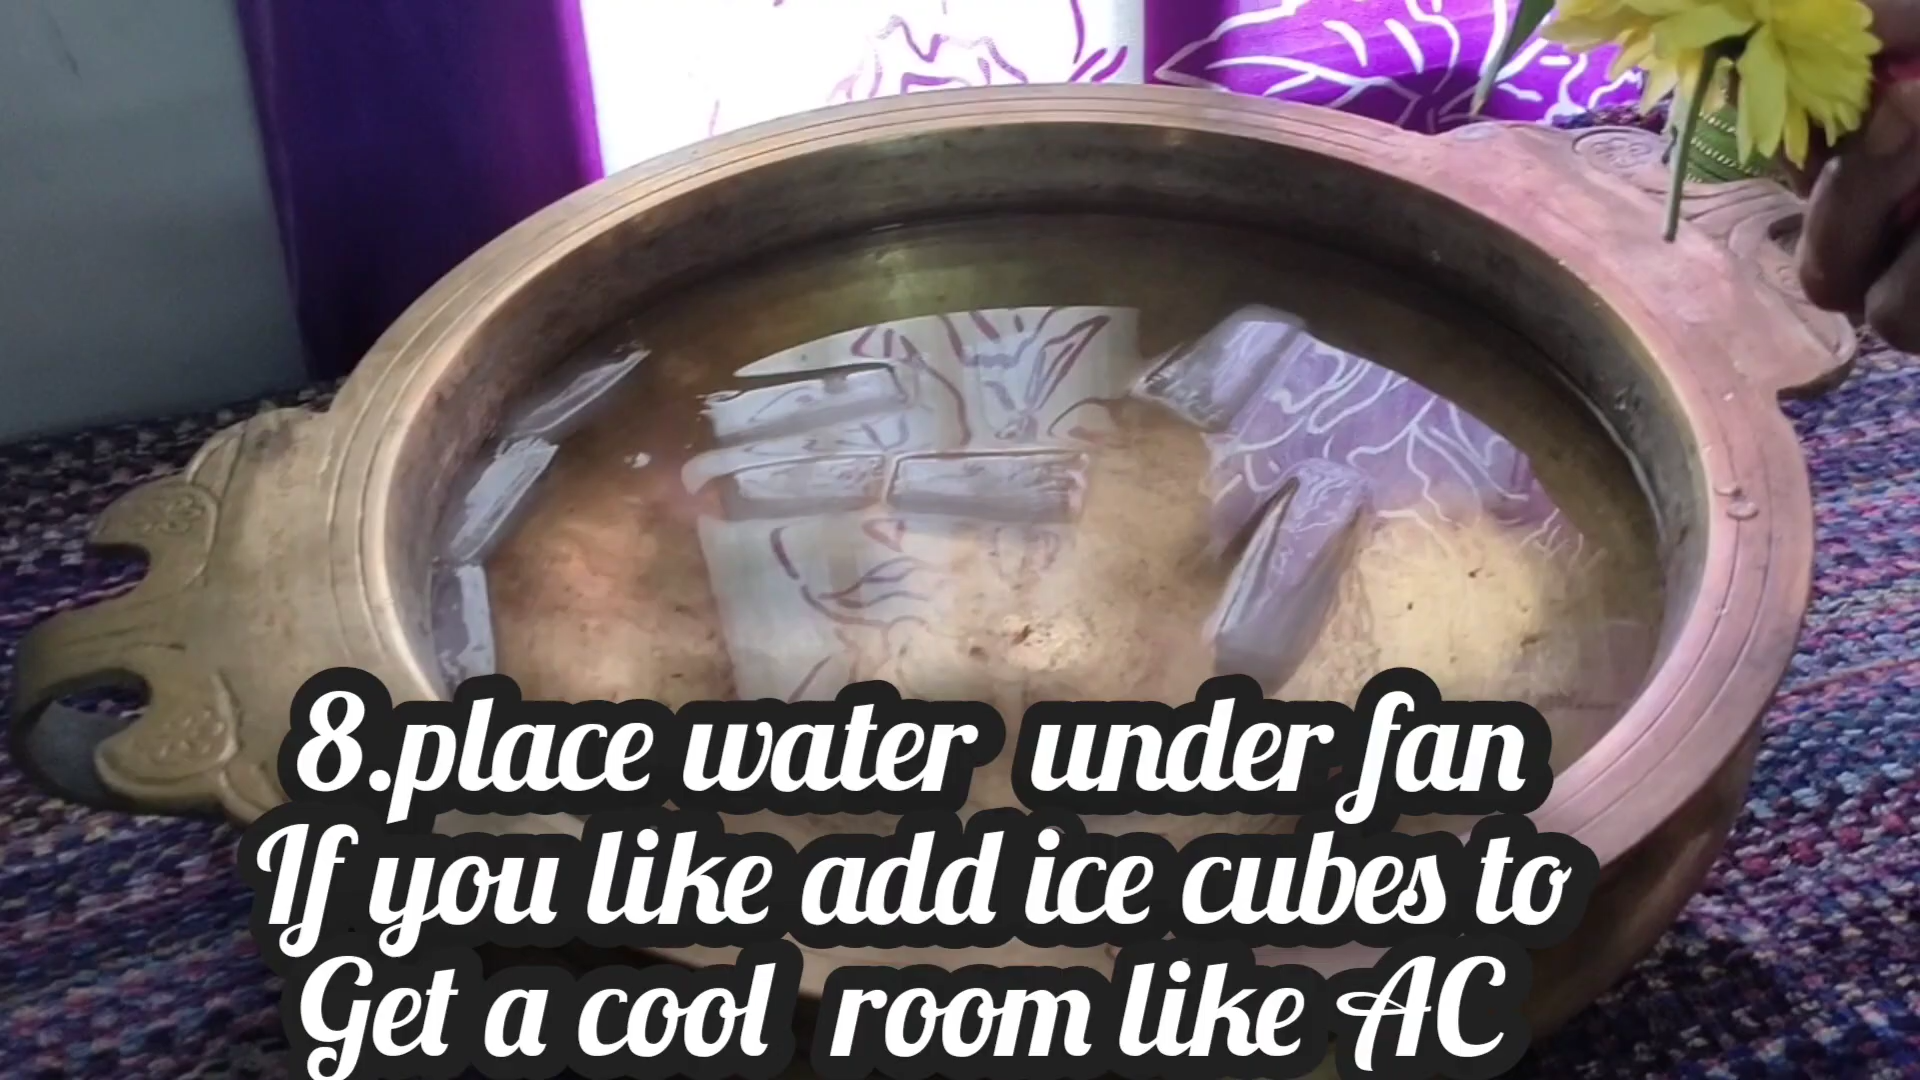 8.place water under fan
If you like add ice cubes to
Get a cool room like AC